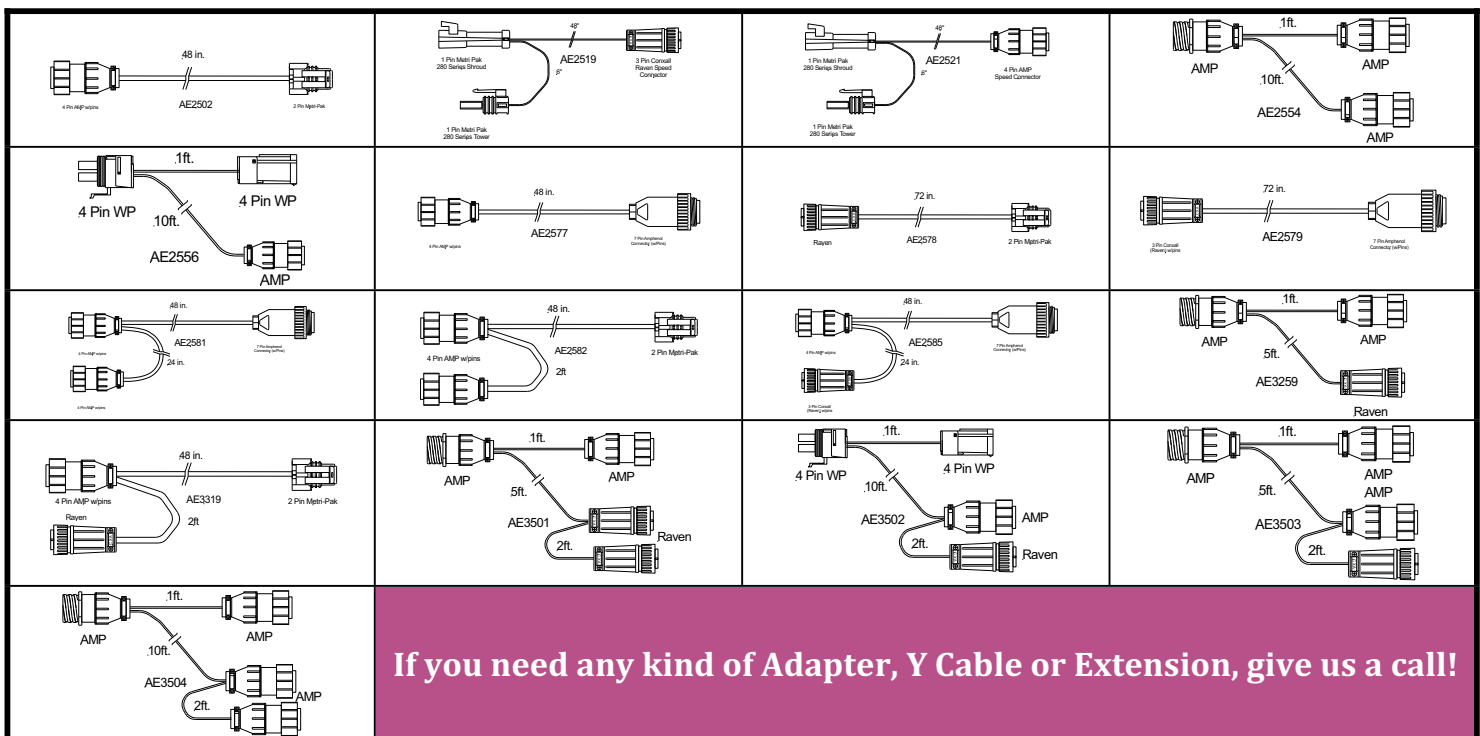 48 in.
AE2502
4 Pin AMP w/pins
2 Pin Metri-Pak
48"
AE2519
1 Pin Metri Pak
280 Series Shroud
3 Pin Conxall
Raven Speed
Connector
6"
1 Pin Metri Pak
280 Series Tower
48"
AE2521
1 Pin Metri Pak
280 Series Shroud
4 Pin AMP
Speed Connector
6"
1 Pin Metri Pak
280 Series Tower
1ft.
AMP
AMP
10ft.
AE2554
AMP
1ft.
4 Pin WP
4 Pin WP
10ft.
AE2556
AMP
48 in.
AE2577
4 Pin AMP w/pins
7 Pin Amphenol
Connector (w/Pins)
72 in.
Raven
AE2578
2 Pin Metri-Pak
72 in.
AE2579
3 Pin Conxall
(Raven) w/pins
7 Pin Amphenol
Connector (w/Pins)
48 in.
AE2581
4 Pin AMP w/pins
7 Pin Amphenol
Connector (w/Pins)
24 in.
4 Pin AMP w/pins
48 in.
AE2582
4 Pin AMP w/pins
2 Pin Metri-Pak
2ft
48 in.
AE2585
4 Pin AMP w/pins
7 Pin Amphenol
Connector (w/Pins)
24 in.
3 Pin Conxall
(Raven) w/pins
1ft.
AMP
AMP
5ft.
AE3259
Raven
48 in.
4 Pin AMP w/pins
AE3319
2 Pin Metri-Pak
Raven
2ft
1ft.
AMP
AMP
5ft.
AE3501
Raven
2ft.
1ft.
4 Pin WP
4 Pin WP
10ft.
AE3502
AMP
2ft.
Raven
1ft.
AMP
AMP
5ft.
AMP
AE3503
2ft.
1ft.
AMP
AMP
10ft.
AE3504
AMP
2ft.
If you need any kind of Adapter, Y Cable or Extension, give us a call!